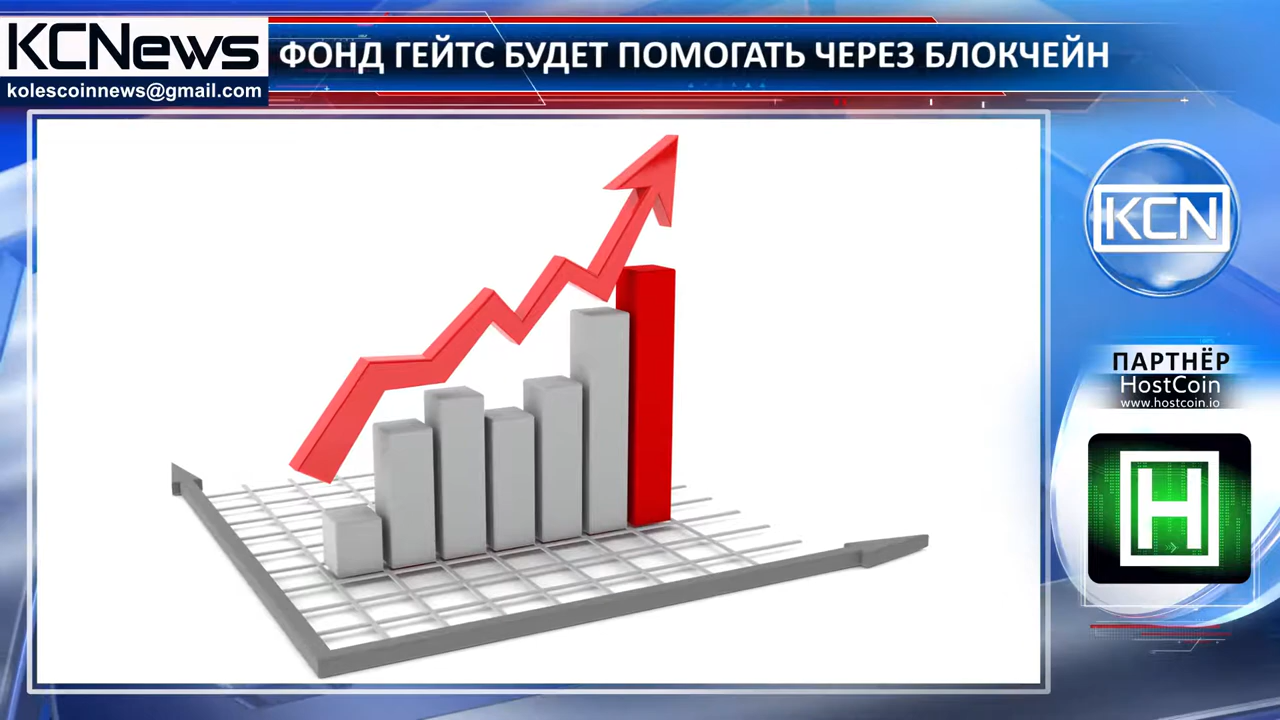 KCNews
kolescoinnews@gmail.com
ФОНД ГЕЙТС БУДЕТ ПОМОГАТЬ ЧЕРЕЗ БЛОКЧЕЙН
KCN
ПАРТНЁР
HostCoin
www.hostcoin.io
H